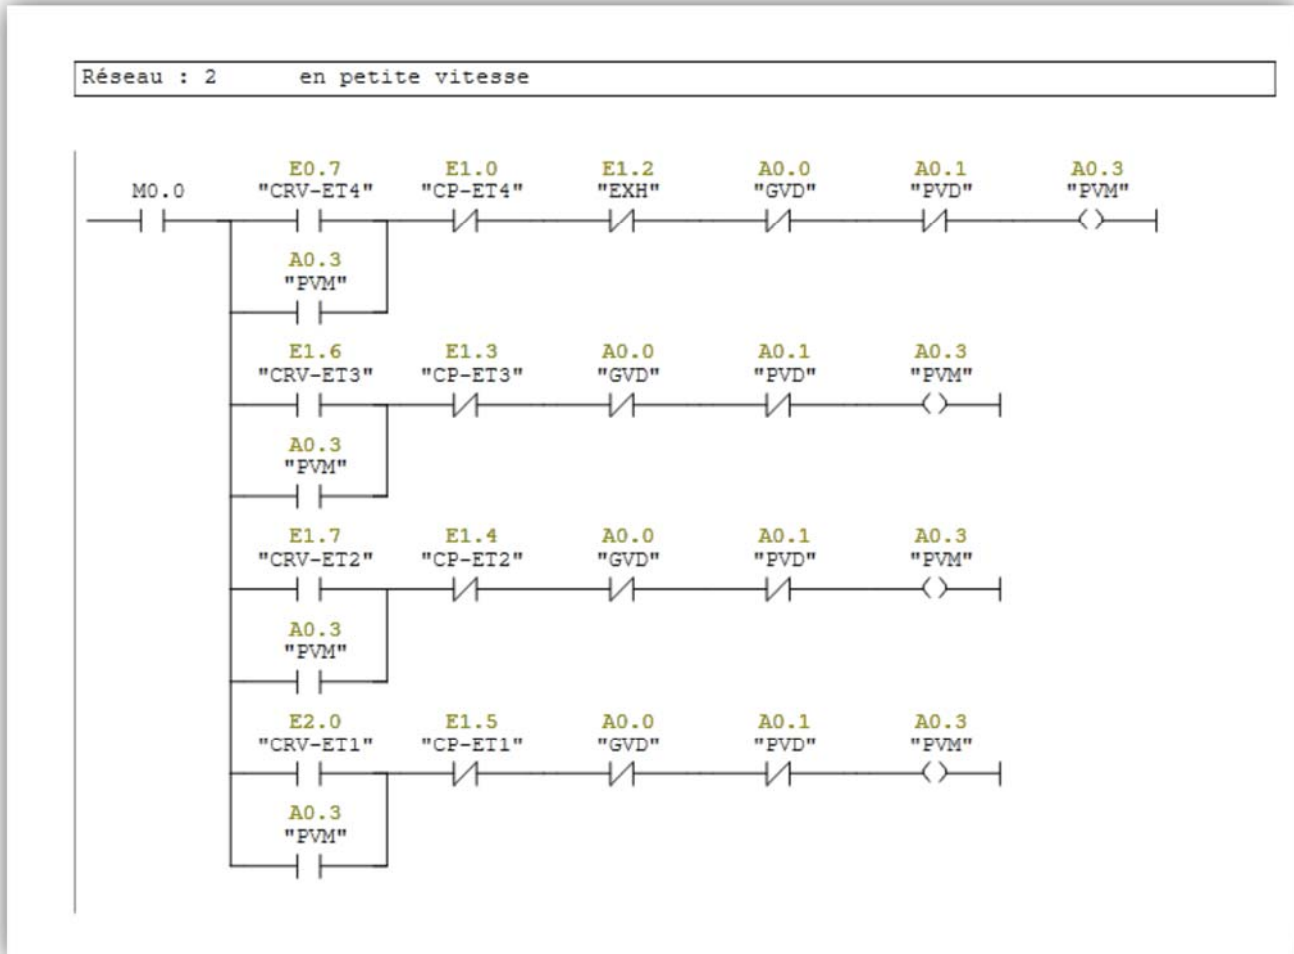 Réseau : 2 en petite vitesse
E0.7 E1.0 E1.2 A0.0 A0.1 A0.3
M0.0 "CRV-ET4" "CP-ET4" "EXH" "GVD" "PVD" "PVM"
A0.3
"PVM"
E1.6 E1.3 A0.0 A0.1 A0.3
"CRV-ET3" "CP-ET3" "GVD" "PVD" "PVM"
A0.3
"PVM"
E1.7 E1.4 A0.0 A0.1 A0.3
"CRV-ET2" "CP-ET2" "GVD" "PVD" "PVM"
A0.3
"PVM"
E2.0 E1.5 A0.0 A0.1 A0.3
"CRV-ET1" "CP-ET1" "GVD" "PVD" "PVM"
A0.3
"PVM"